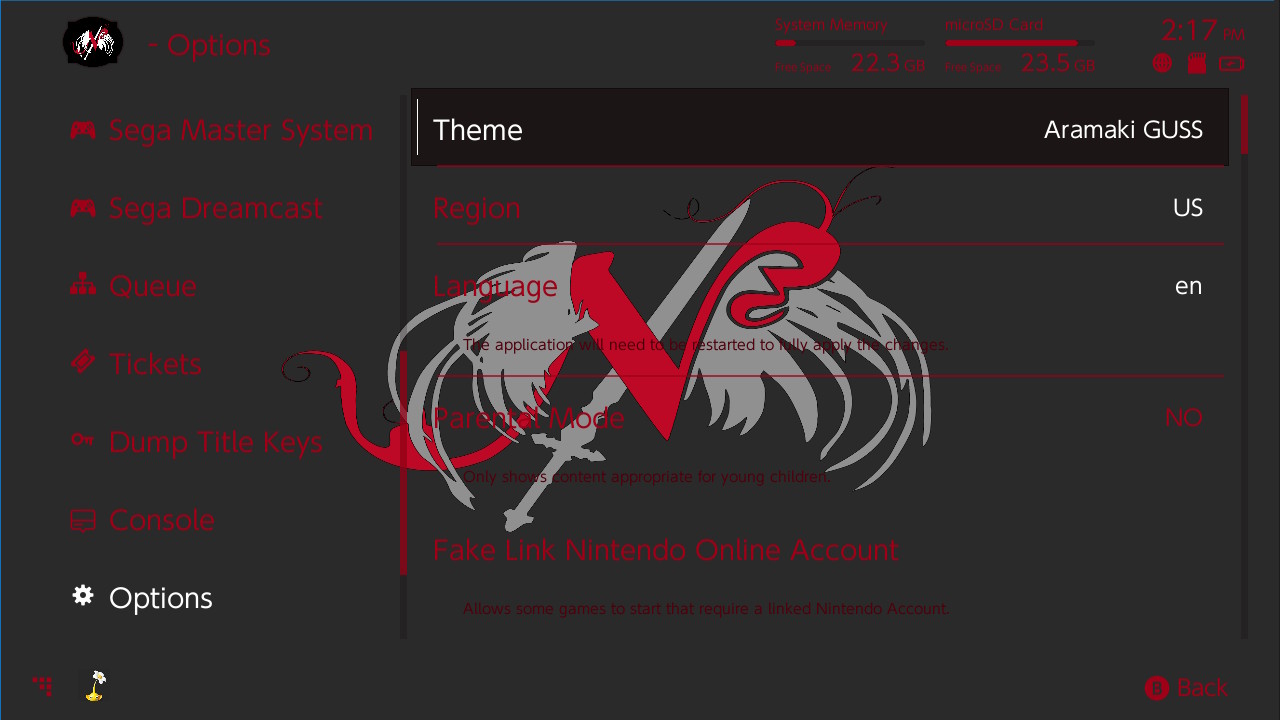 - Options
System Memory
microSD Card
2:17 PM
Free Space 22.3 GB
Free Space 23.5 GB
Sega Master System
Sega Dreamcast
Queue
Tickets
Dump Title Keys
Console
Options
Theme Aramaki GUSS
Region US
Language en
The application will need to be restarted to fully apply the changes.
Parental Mode NO
Only shows content appropriate for young children.
Fake Link Nintendo Online Account
Allows some games to start that require a linked Nintendo Account.
B Back